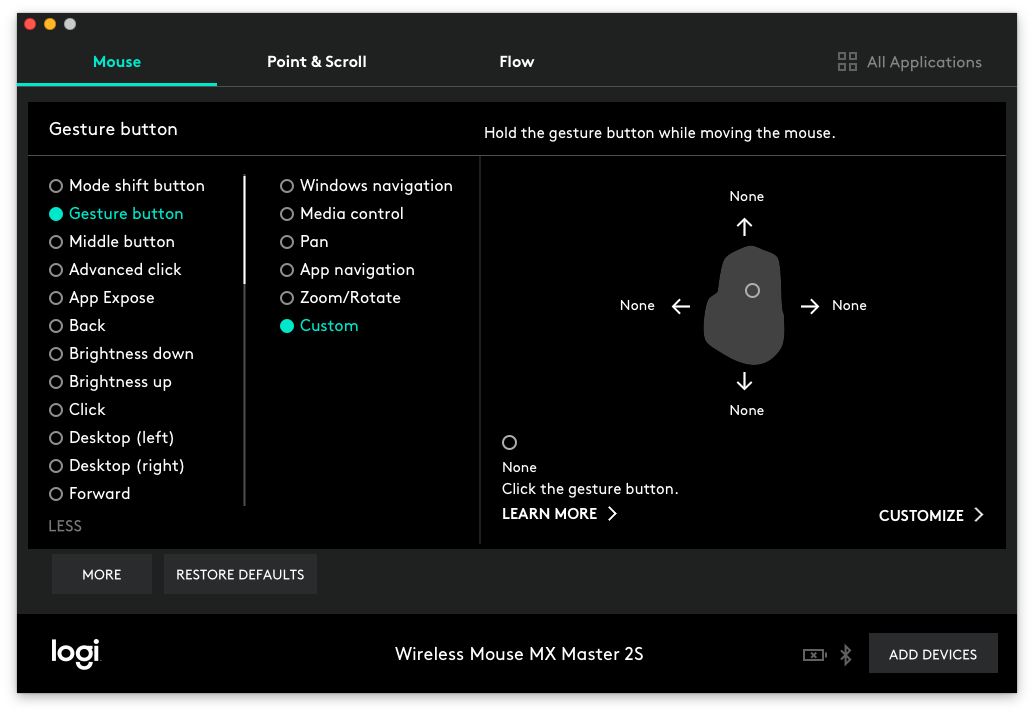 Mouse
Point & Scroll
Flow
All Applications
Gesture button
Hold the gesture button while moving the mouse.
Mode shift button
Gesture button
Middle button
Advanced click
App Expose
Back
Brightness down
Brightness up
Click
Desktop (left)
Desktop (right)
Forward
LESS
Windows navigation
Media control
Pan
App navigation
Zoom/Rotate
Custom
None
None
None
None
None
Click the gesture button.
LEARN MORE
CUSTOMIZE
MORE
RESTORE DEFAULTS
logi
Wireless Mouse MX Master 2S
ADD DEVICES